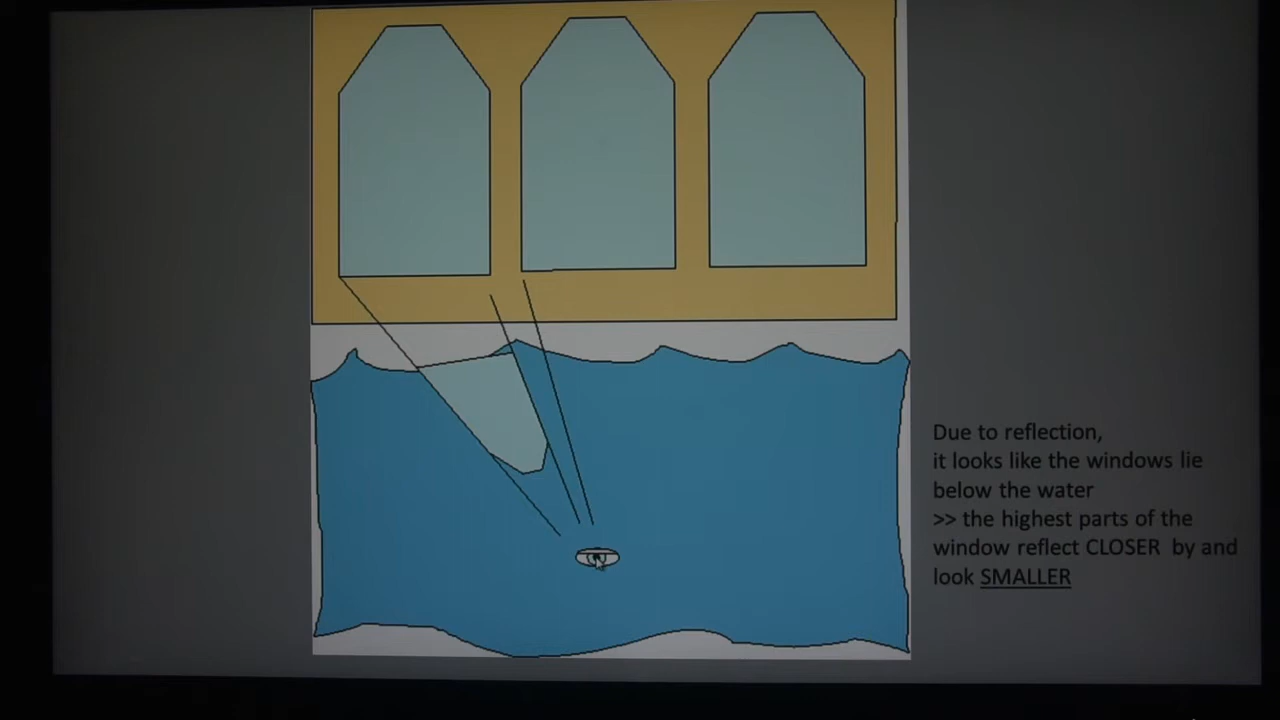 Due to reflection,
it looks like the windows lie
below the water
>> the highest parts of the
window reflect CLOSER by and
look SMALLER